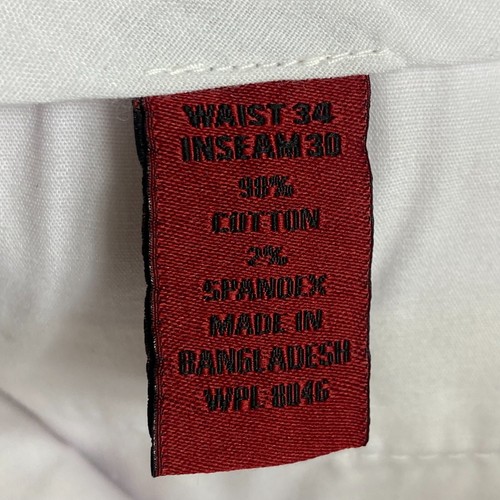 WAIST 34
INSEAM 30
98%
COTTON
2%
SPANDEX
MADE IN
BANGLADESH
WPL 8046